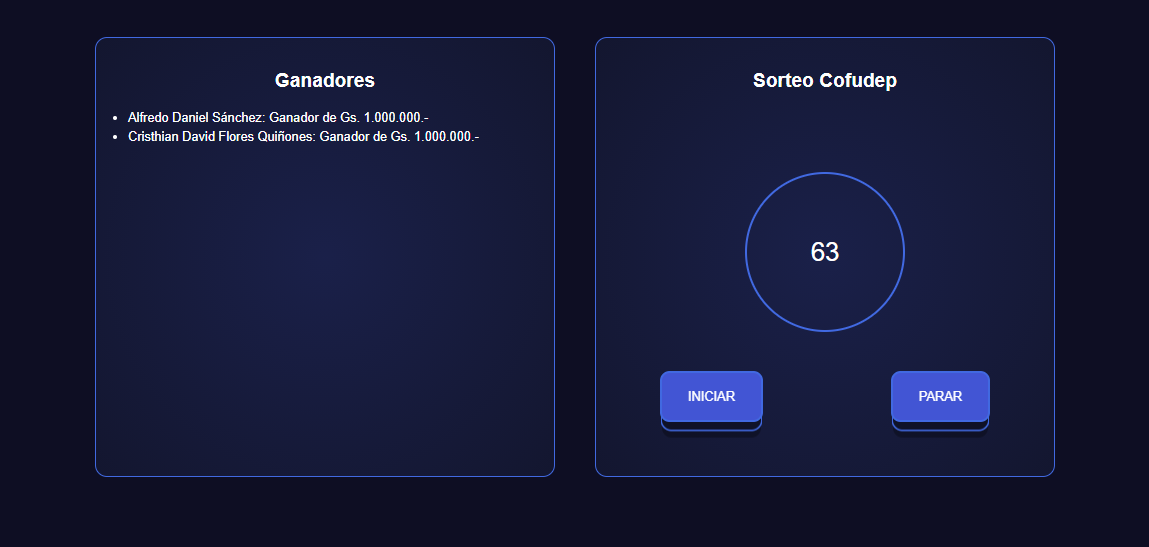 Ganadores
Alfredo Daniel Sánchez: Ganador de Gs. 1.000.000.-
Cristhian David Flores Quiñones: Ganador de Gs. 1.000.000.-
Sorteo Cofudep
63
INICIAR
PARAR